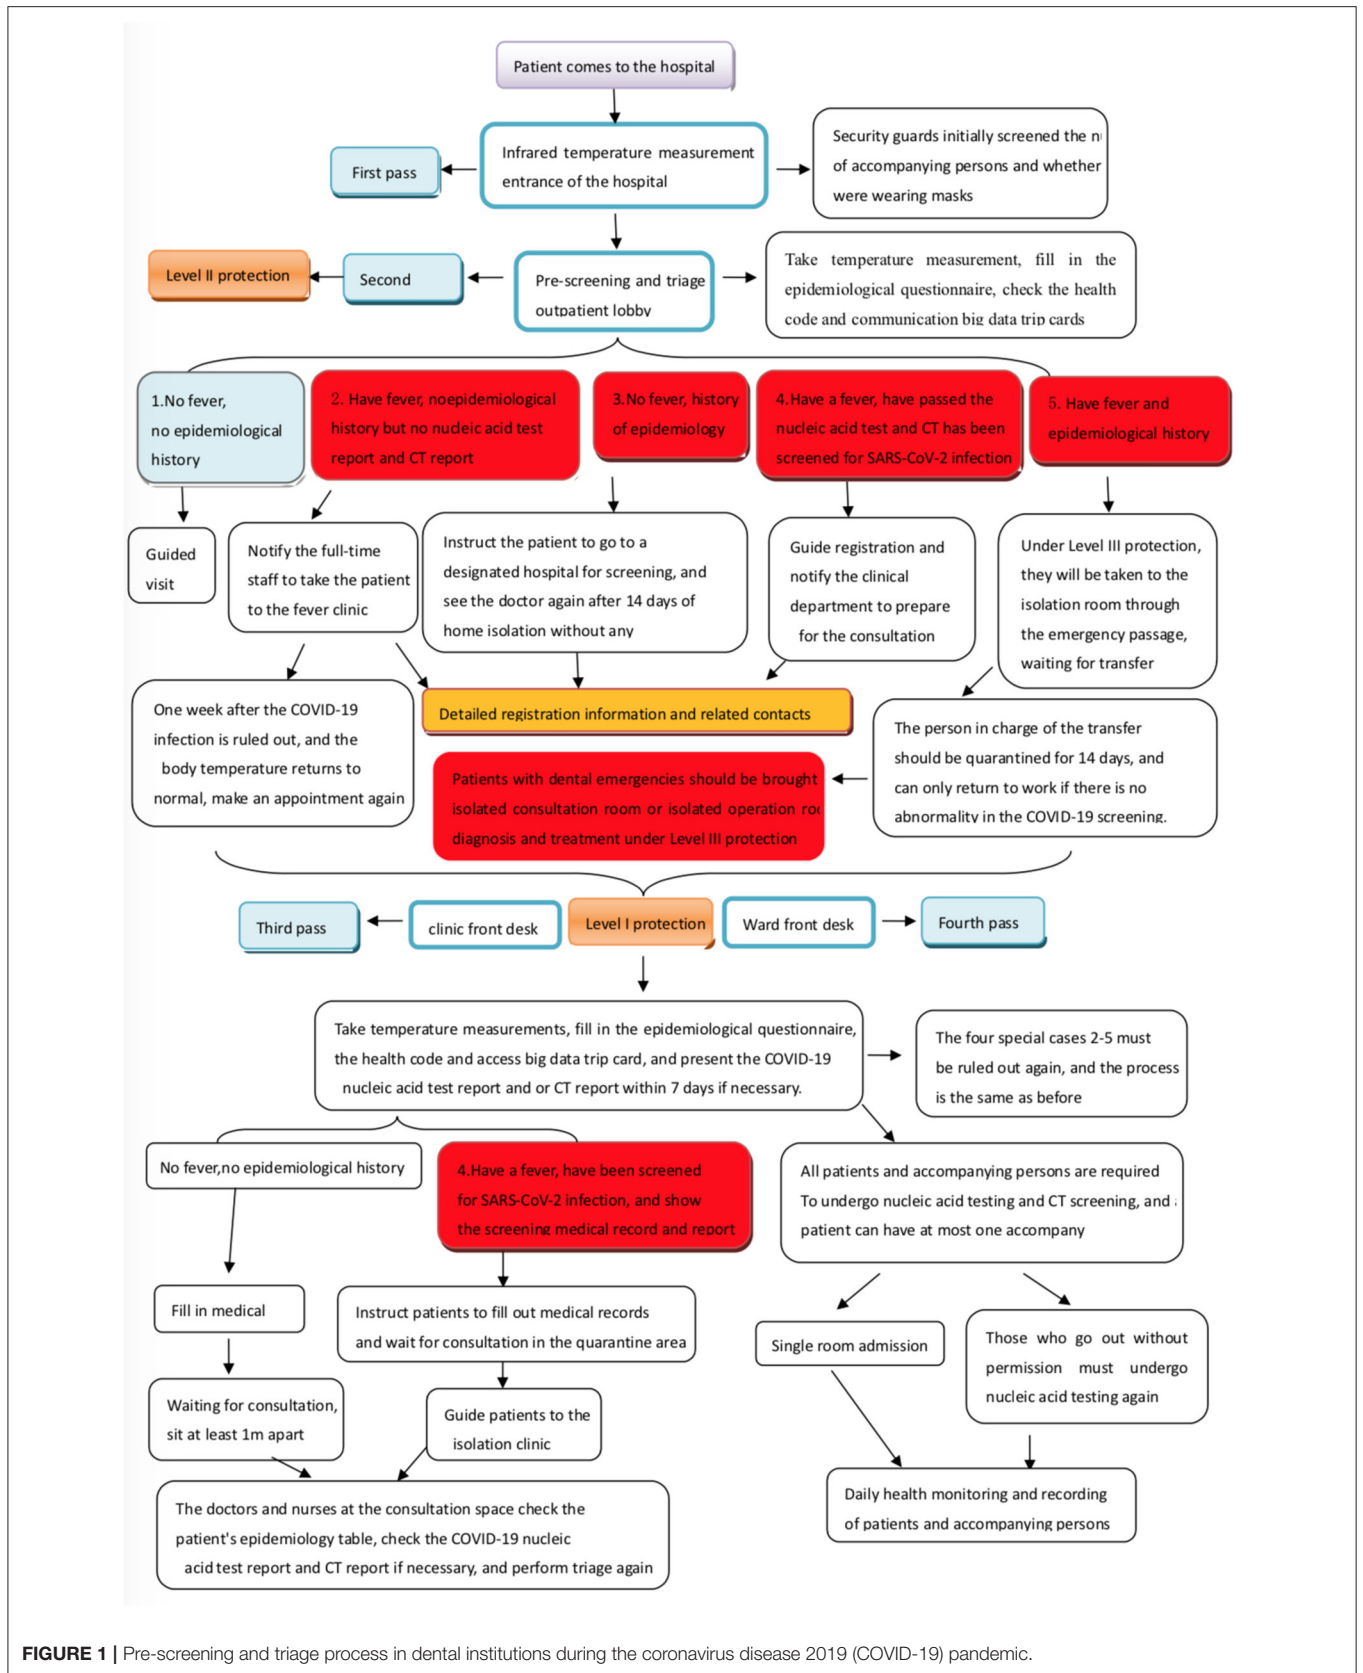 Patient comes to the hospital
Infrared temperature measurement
entrance of the hospital
First pass
Security guards initially screened the
of accompanying persons and whether
were wearing masks
Level II protection
Second
Pre-screening and triage
outpatient lobby
Take temperature measurement, fill in the
epidemiological questionnaire, check the health
code and communication big data trip cards
1.No fever,
no epidemiological
history
2. Have fever, noepidemiological
history but no nucleic acid test
report and CT report
3.No fever, history
of epidemiology
4.Have a fever, have passed the
nucleic acid test and CT has been
screened for SARS-CoV-2 infection
5. Have fever and
epidemiological history
Guided
visit
Notify the full-time
staff to take the patient
to the fever clinic
Instruct the patient to go to a
designated hospital for screening, and
see the doctor again after 14 days of
home isolation without any
Guide registration and
notify the clinical
department to prepare
for the consultation
Under Level III protection,
they will be taken to the
isolation room through
the emergency passage,
waiting for transfer
One week after the COVID-19
infection is ruled out, and the
body temperature returns to
normal, make an appointment again
Detailed registration information and related contacts
Patients with dental emergencies should be brought
isolated consultation room or isolated operation
diagnosis and treatment under Level III protection
The person in charge of the transfer
should be quarantined for 14 days, and
can only return to work if there is no
abnormality in the COVID-19 screening.
Third pass
clinic front desk
Level I protection
Ward front desk
Fourth pass
Take temperature measurements, fill in the epidemiological questionnaire,
the health code and access big data trip card, and present the COVID-19
nucleic acid test report and or CT report within 7 days if necessary.
The four special cases 2-5 must
be ruled out again, and the process
is the same as before
No fever,no epidemiological history
4.Have a fever, have been screened
for SARS-CoV-2 infection, and show
the screening medical record and report
All patients and accompanying persons are required
To undergo nucleic acid testing and CT screening, and
patient can have at most one accompany
Fill in medical
Instruct patients to fill out medical records
and wait for consultation in the quarantine area
Single room admission
Those who go out without
permission must undergo
nucleic acid testing again
Waiting for consultation,
sit at least 1m apart
Guide patients to the
isolation clinic
Daily health monitoring and recording
of patients and accompanying persons
The doctors and nurses at the consultation space check the
patient's epidemiology table, check the COVID-19 nucleic
acid test report and CT report if necessary, and perform triage again
FIGURE 1 | Pre-screening and triage process in dental institutions during the coronavirus disease 2019 (COVID-19) pandemic.